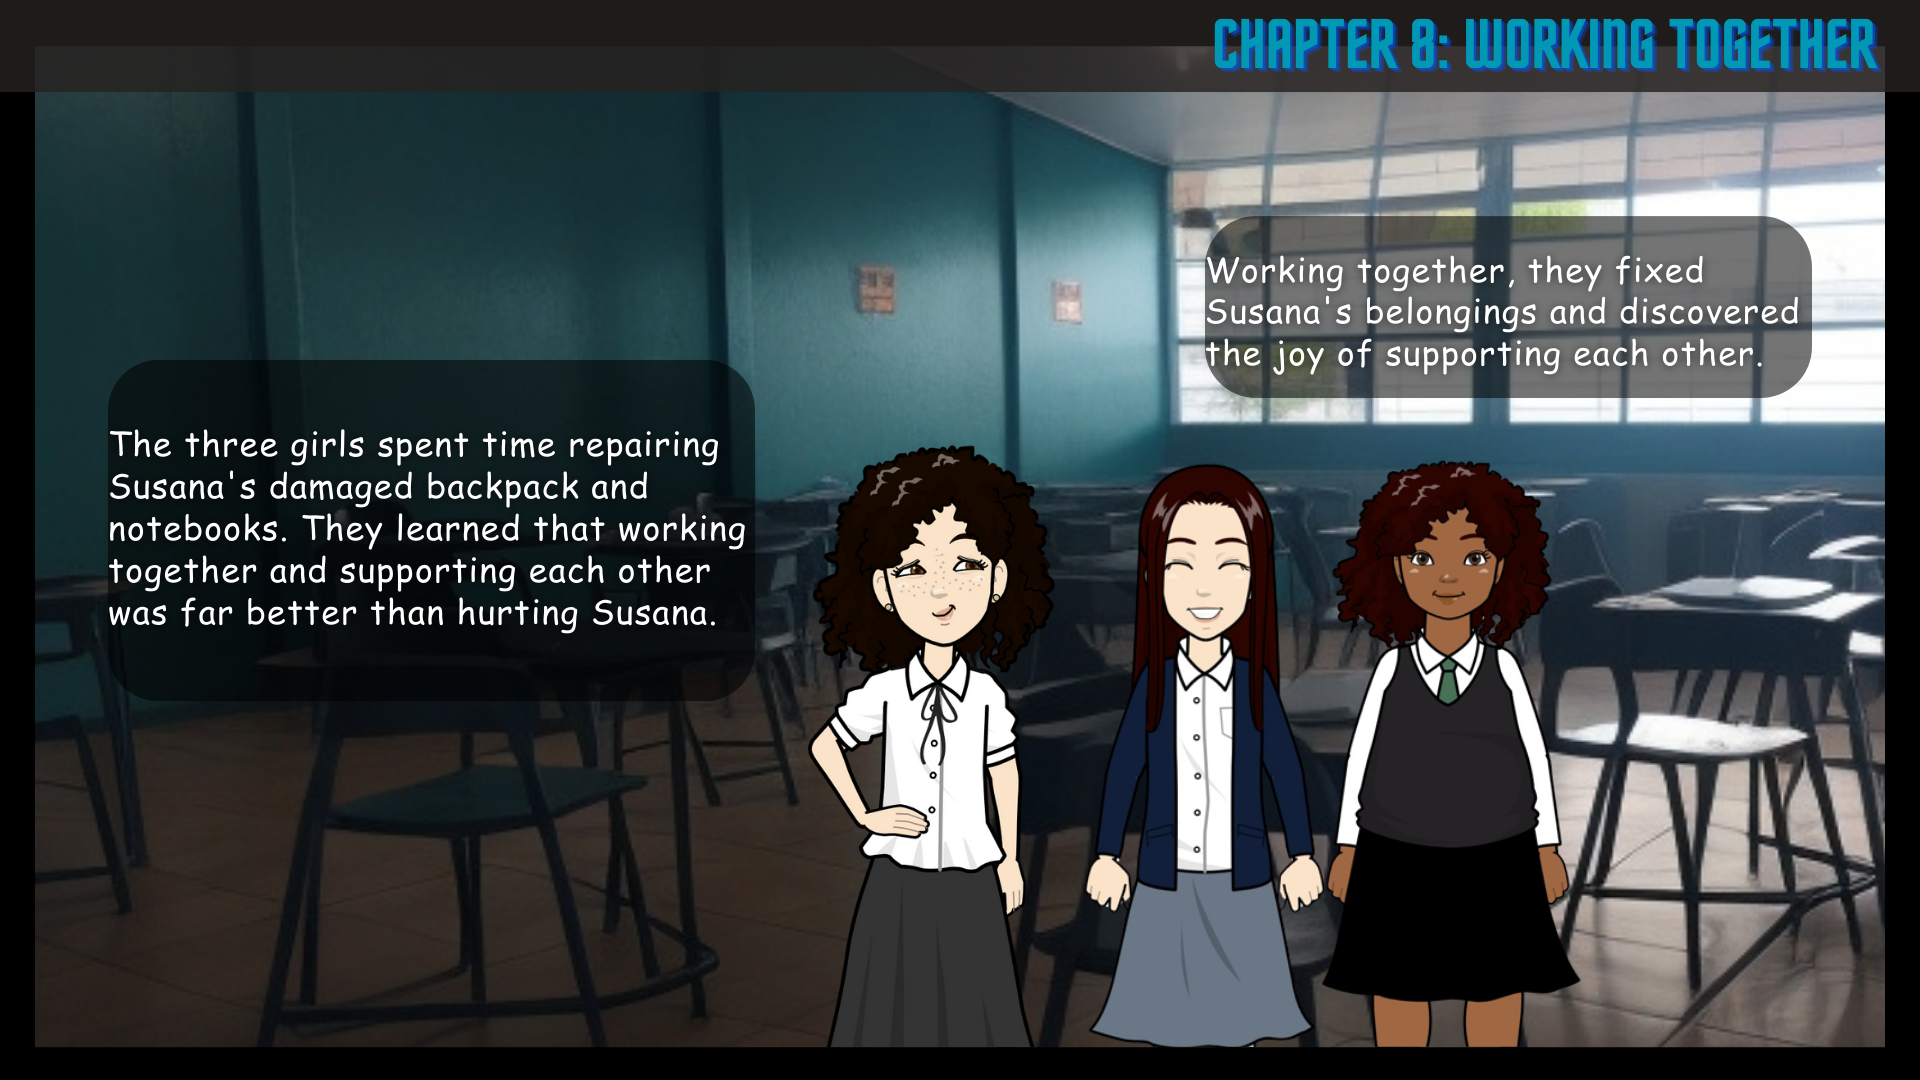 CHAPTER 8: WORKING TOGETHER
The three girls spent time repairing
Susana's damaged backpack and
notebooks. They learned that working
together and supporting each other
was far better than hurting Susana.
Working together, they fixed
Susana's belongings and discovered
the joy of supporting each other.